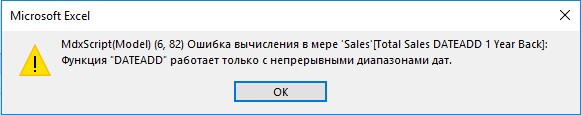 Microsoft Excel
MdxScript(Model) (6, 82) Ошибка вычисления в мере 'Sales'[Total Sales DATEADD 1 Year Back]:
Функция "DATEADD" работает только с непрерывными диапазонами дат.
OK